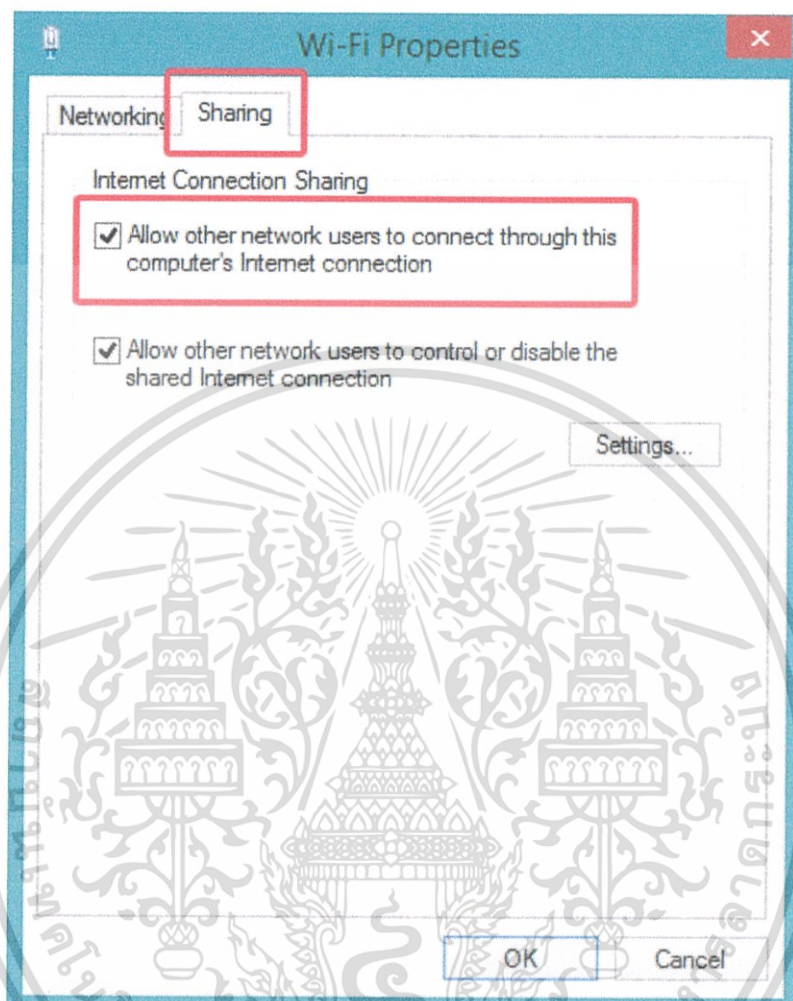 Wi-Fi Properties
Networking
Sharing
Internet Connection Sharing
Allow other network users to connect through this
computer's Internet connection
Allow other network users to control or disable the
shared Internet connection
Settings...
OK
Cancel